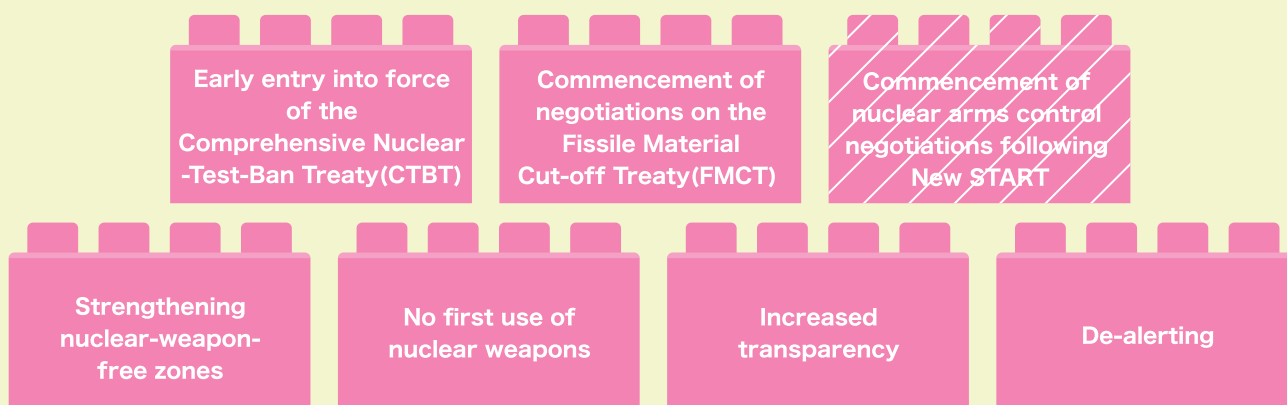 Early entry into force
of the
Comprehensive Nuclear
-Test-Ban Treaty(CTBT)
Commencement of
negotiations on the
Fissile Material
Cut-off Treaty(FMCT)
Commencement of
nuclear arms control
negotiations following
New START
Strengthening
nuclear-weapon-
free zones
No first use of
nuclear weapons
Increased
transparency
De-alerting